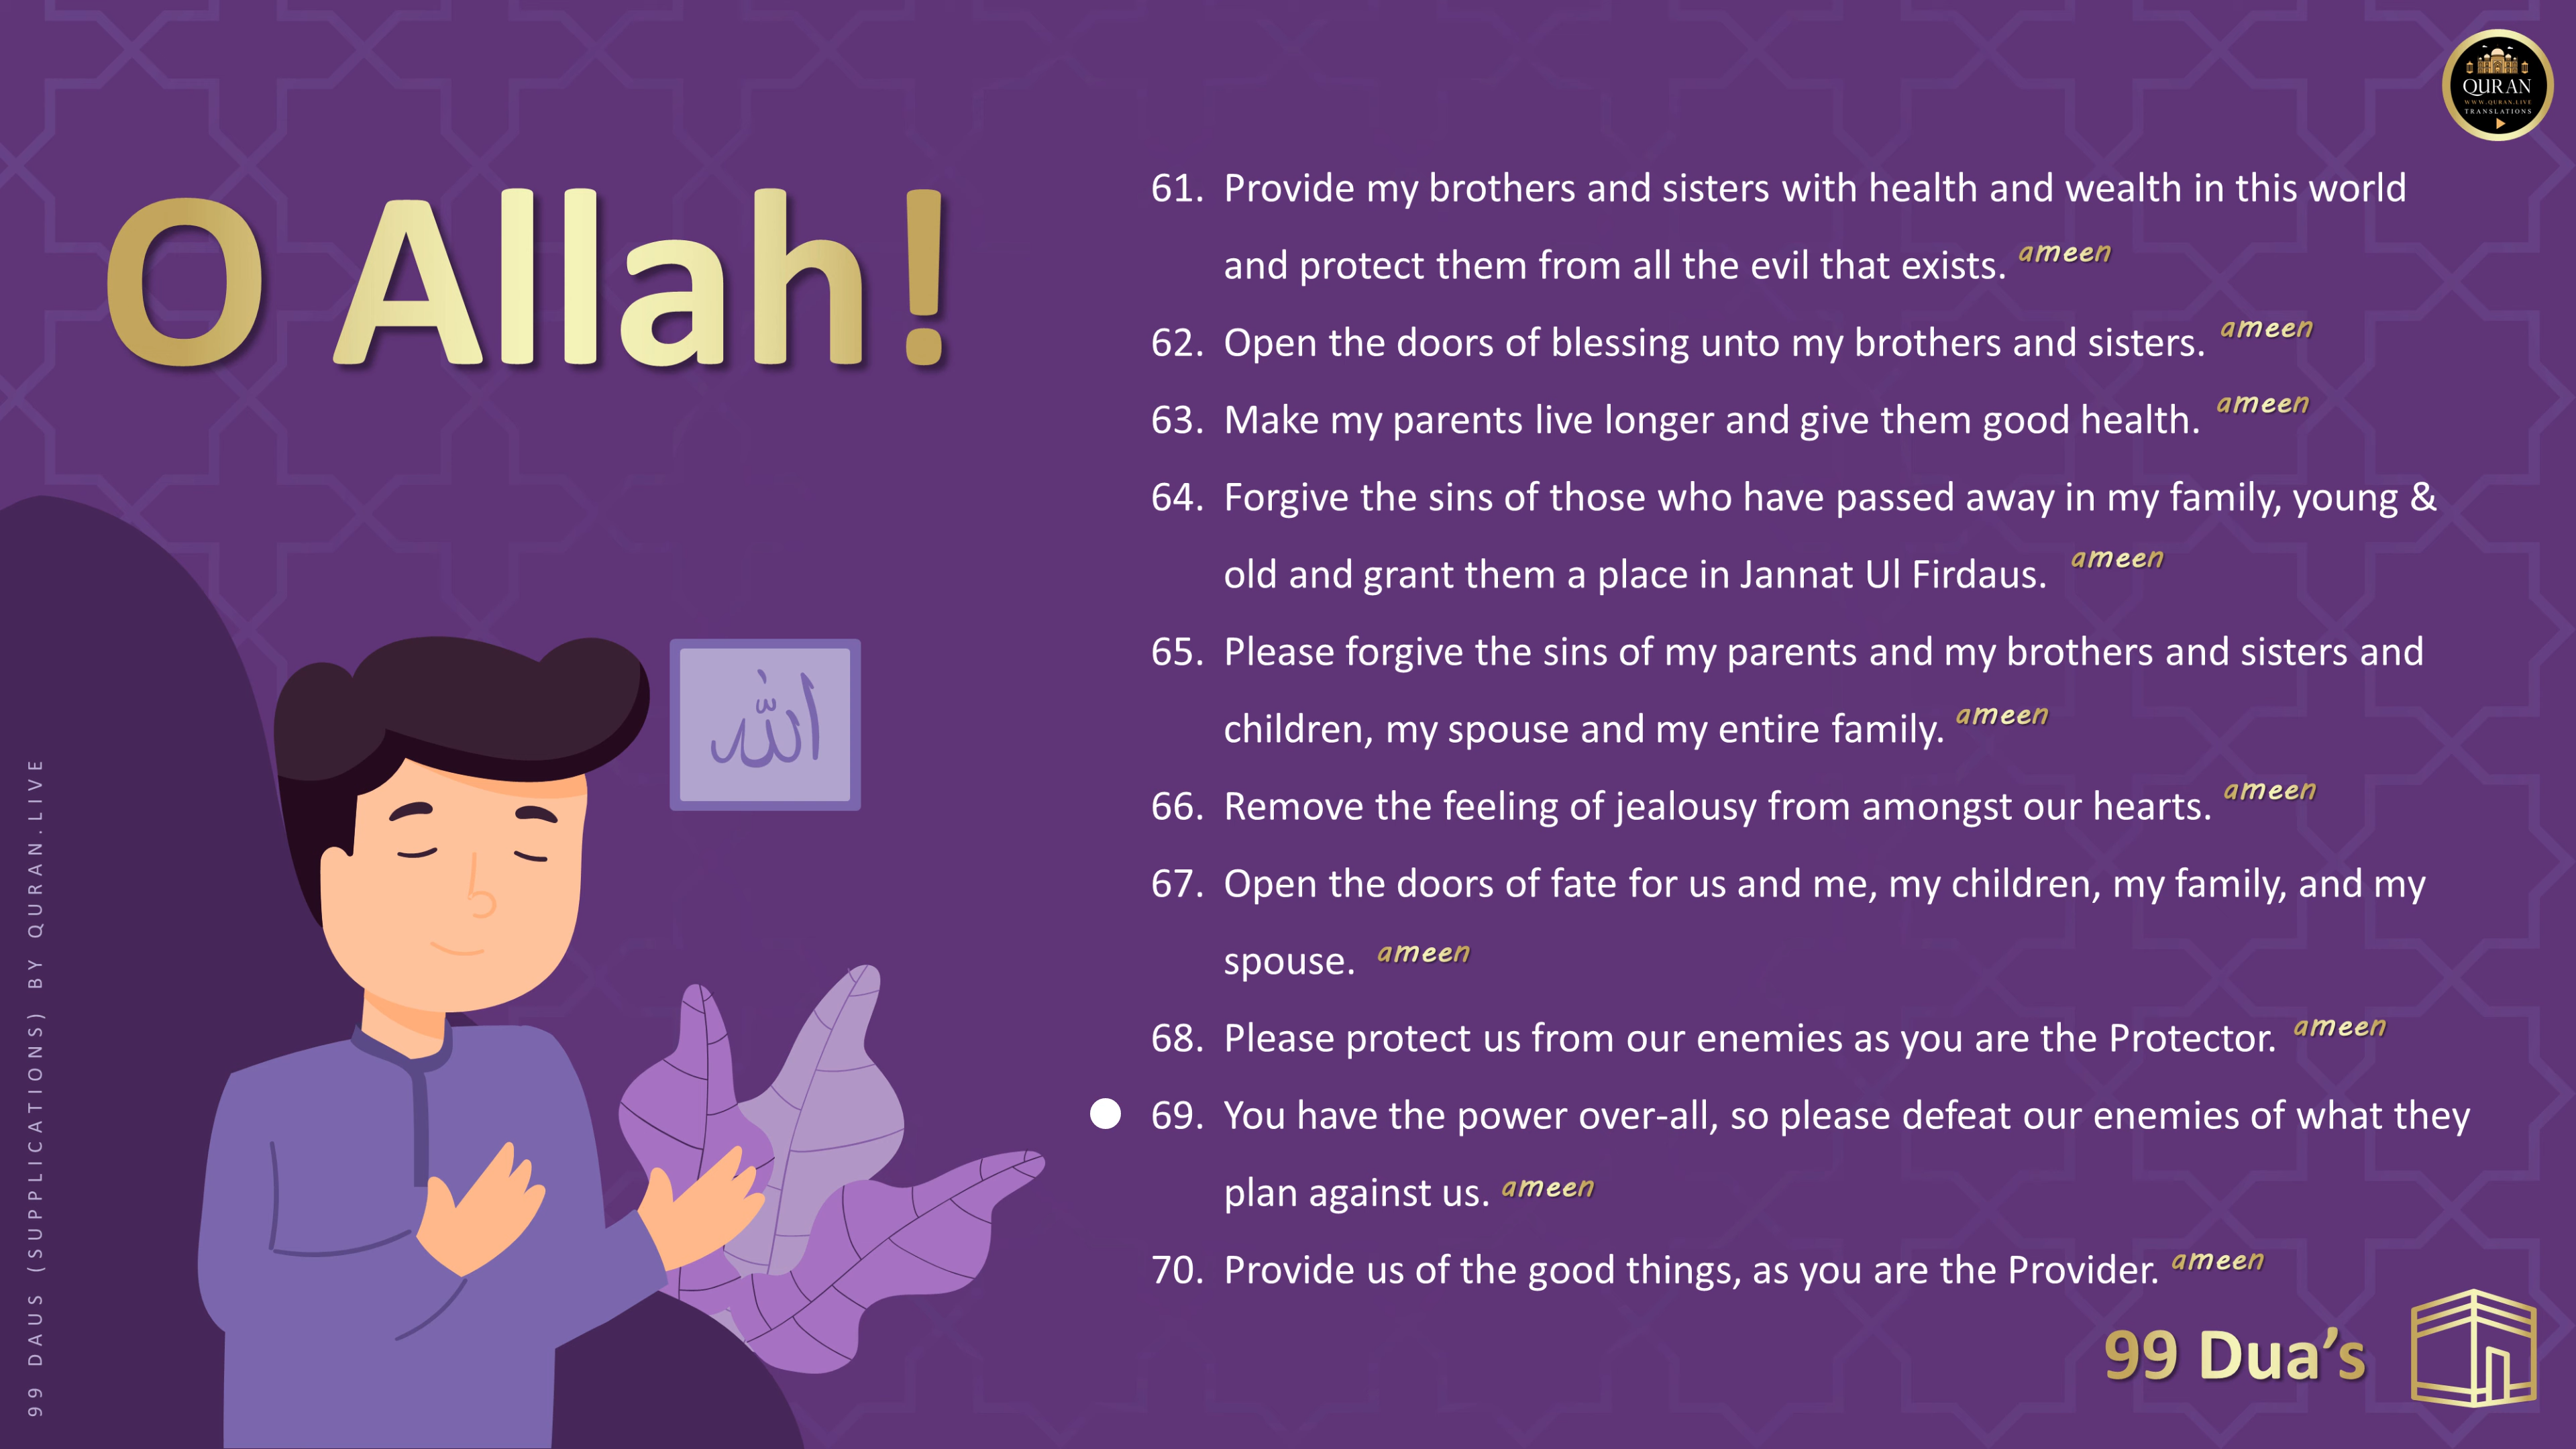 QURAN
WWW.QURAN.LIVE
TRANSLATIONS
O Allah!
61. Provide my brothers and sisters with health and wealth in this world
and protect them from all the evil that exists. ameen
62. Open the doors of blessing unto my brothers and sisters. ameen
63. Make my parents live longer and give them good health. ameen
64. Forgive the sins of those who have passed away in my family, young &
old and grant them a place in Jannat Ul Firdaus. ameen
65. Please forgive the sins of my parents and my brothers and sisters and
children, my spouse and my entire family. ameen
66. Remove the feeling of jealousy from amongst our hearts. ameen
67. Open the doors of fate for us and me, my children, my family, and my
spouse. ameen
68. Please protect us from our enemies as you are the Protector. ameen
69. You have the power over-all, so please defeat our enemies of what they
plan against us. ameen
70. Provide us of the good things, as you are the Provider. ameen
الله
99 DAUS (SUPPLICATIONS) BY QURAN.LIVE
99 Dua's